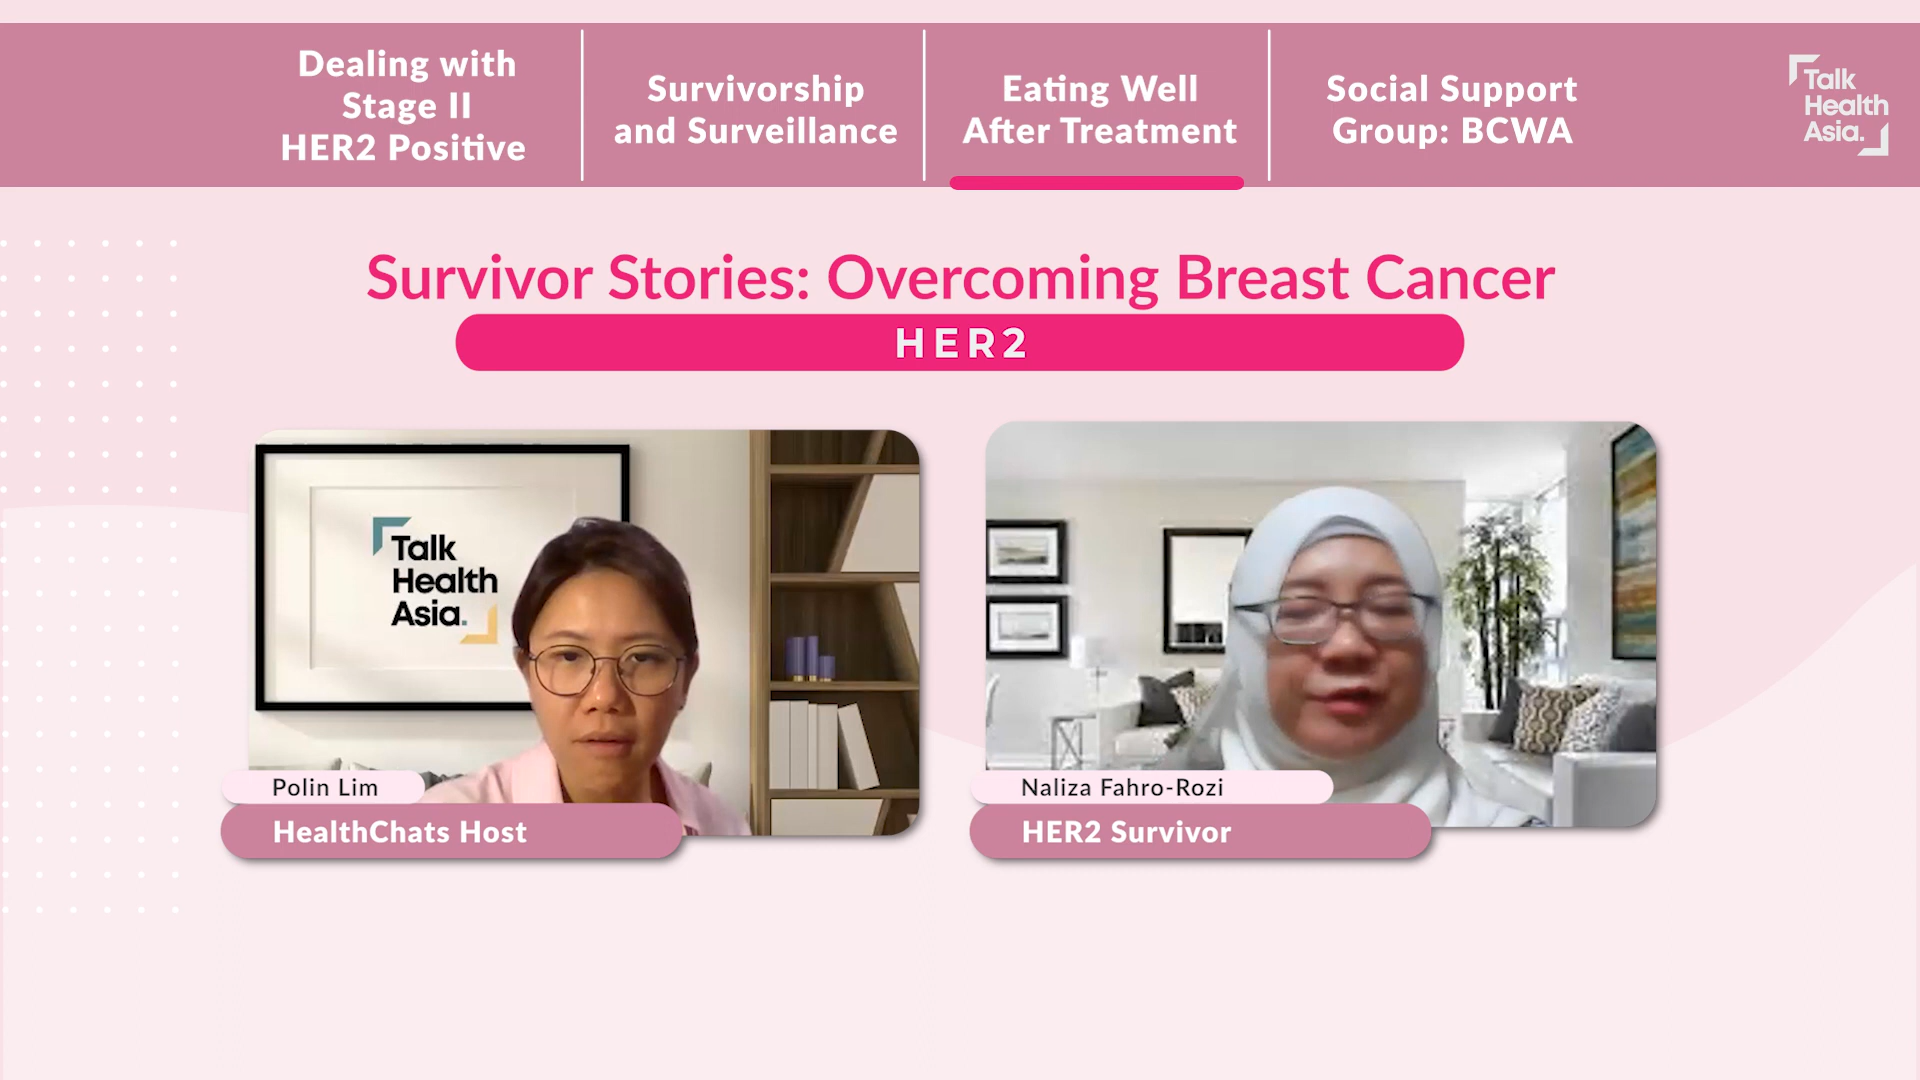 Dealing with
Stage II
HER2 Positive
Survivorship
and Surveillance
Eating Well
After Treatment
Social Support
Group: BCWA
Talk
Health
Asia.
Survivor Stories: Overcoming Breast Cancer
HER2
Talk
Health
Asia.
Polin Lim
HealthChats Host
Naliza Fahro-Rozi
HER2 Survivor